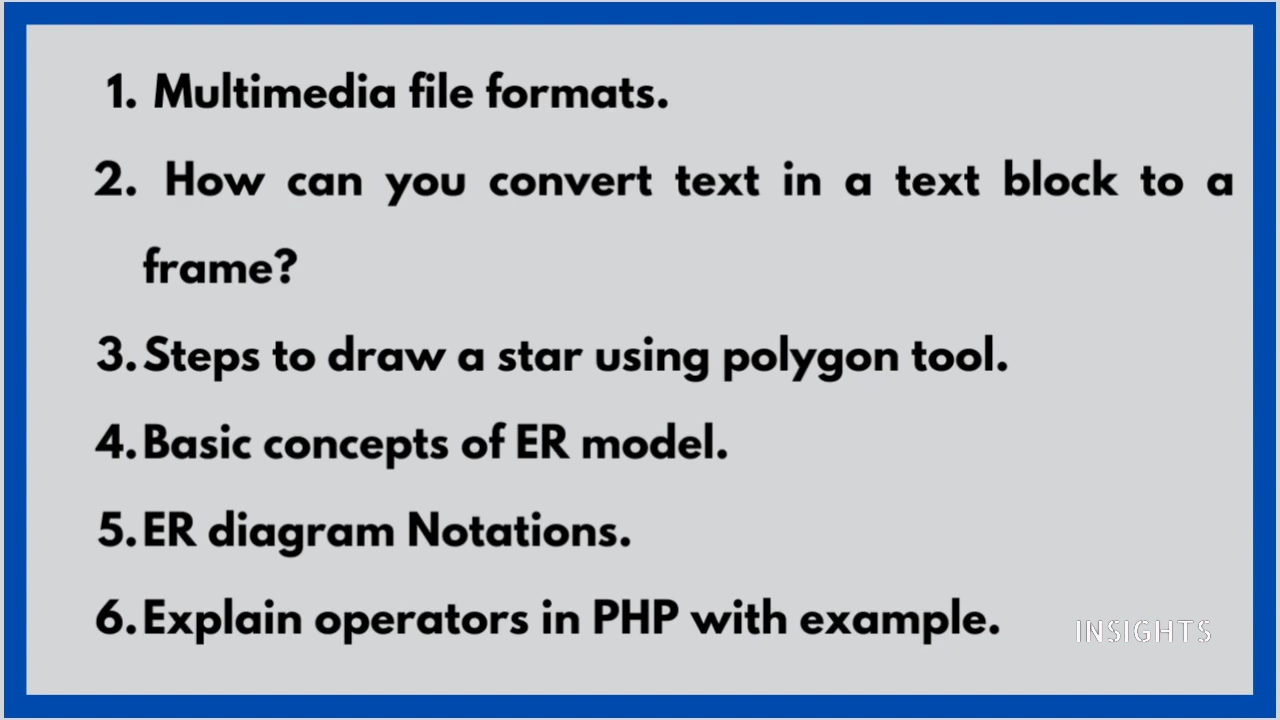 1. Multimedia file formats.
2. How can you convert text in a text block to a
frame?
3. Steps to draw a star using polygon tool.
4. Basic concepts of ER model.
5. ER diagram Notations.
6. Explain operators in PHP with example.
INSIGHTS